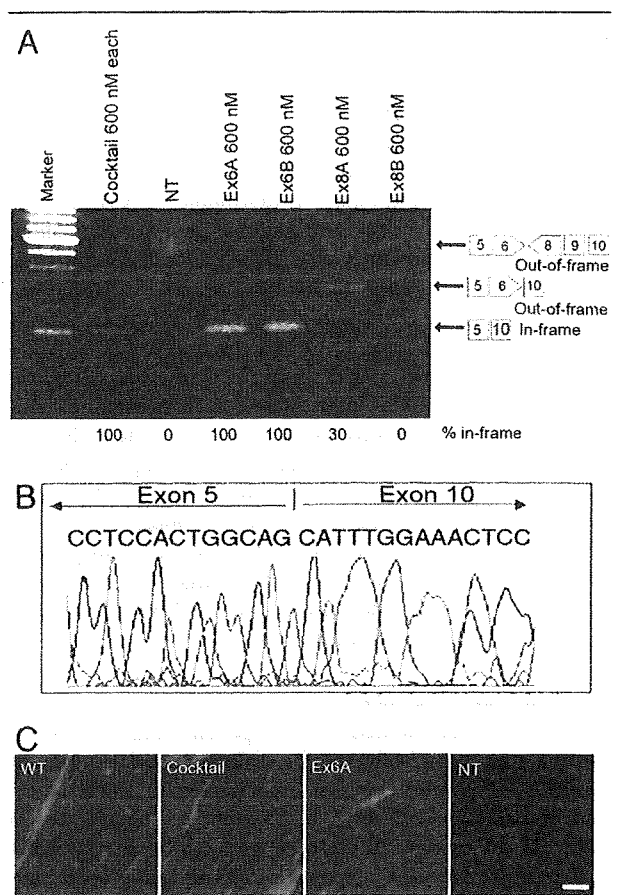 A
Marker
Cocktail 600 nM each
NT
Ex6A 600 nM
Ex6B 600 nM
Ex8A 600 nM
Ex8B 600 nM
5 6 8 9 10
Out-of-frame
5 6 10
Out-of-frame
5 10 In-frame
100 0 100 100 30 0 % in-frame
B
Exon 5 Exon 10
CCTCCACTGGCAG CATTTGGAAACTCC
C
WT Cocktail Ex6A NT